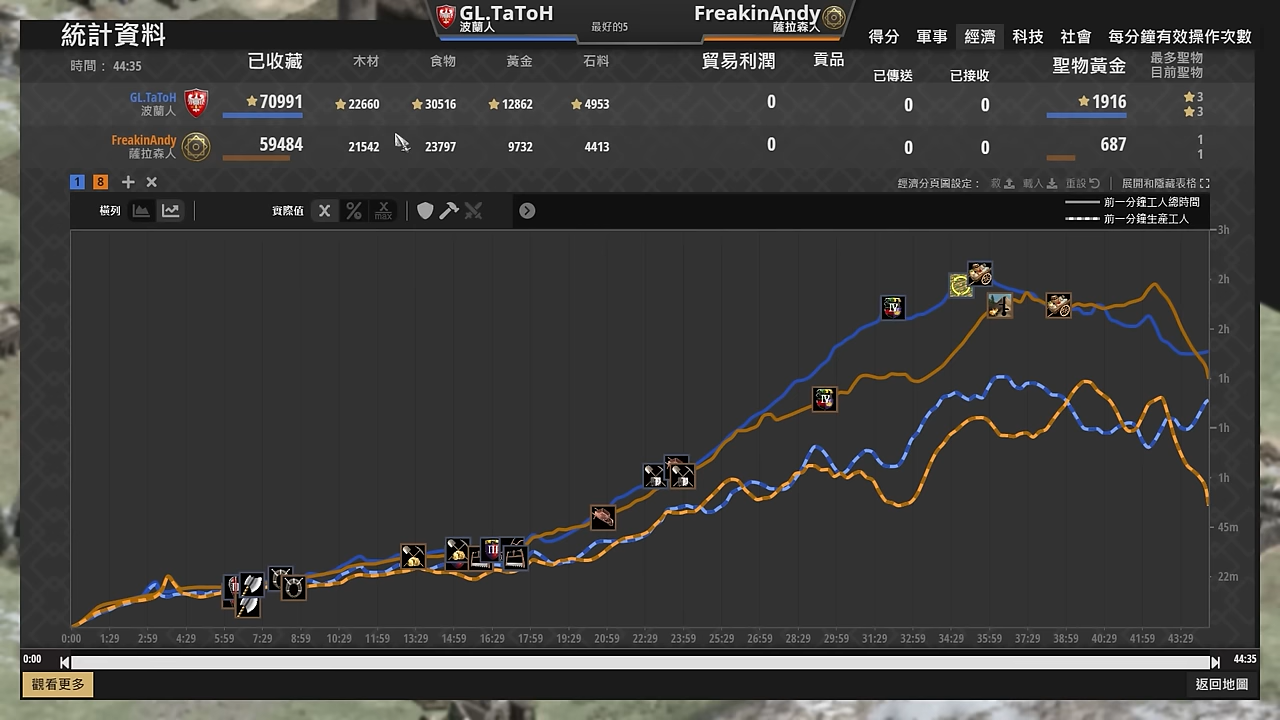 GL.TaToH
波蘭人
最好的5
FreakinAndy
薩拉森人
統計資料
得分 軍事 經濟 科技 社會 每分鐘有效操作次數
時間： 44:35
已收藏 木材 食物 黃金 石料 貿易利潤 貢品 已傳送 已接收 聖物黃金 最多聖物
目前聖物
GL.TaToH
波蘭人
70991 22660 30516 12862 4953 0 0 0 1916 3
3
FreakinAndy
薩拉森人
59484 21542 23797 9732 4413 0 0 0 687 1
1
1 8
經濟分頁圖設定： 載入 重設 展開和隱藏表格
橫列 實際值 X % X max
前一分鐘工人總時間
前一分鐘生產工人
3h
2h
2h
1h
1h
1h
45m
22m
IV
IV
III
0:00 1:29 2:59 4:29 5:59 7:29 8:59 10:29 11:59 13:29 14:59 16:29 17:59 19:29 20:59 22:29 23:59 25:29 26:59 28:29 29:59 31:29 32:59 34:29 35:59 37:29 38:59 40:29 41:59 43:29
0:00 44:35
觀看更多 返回地圖